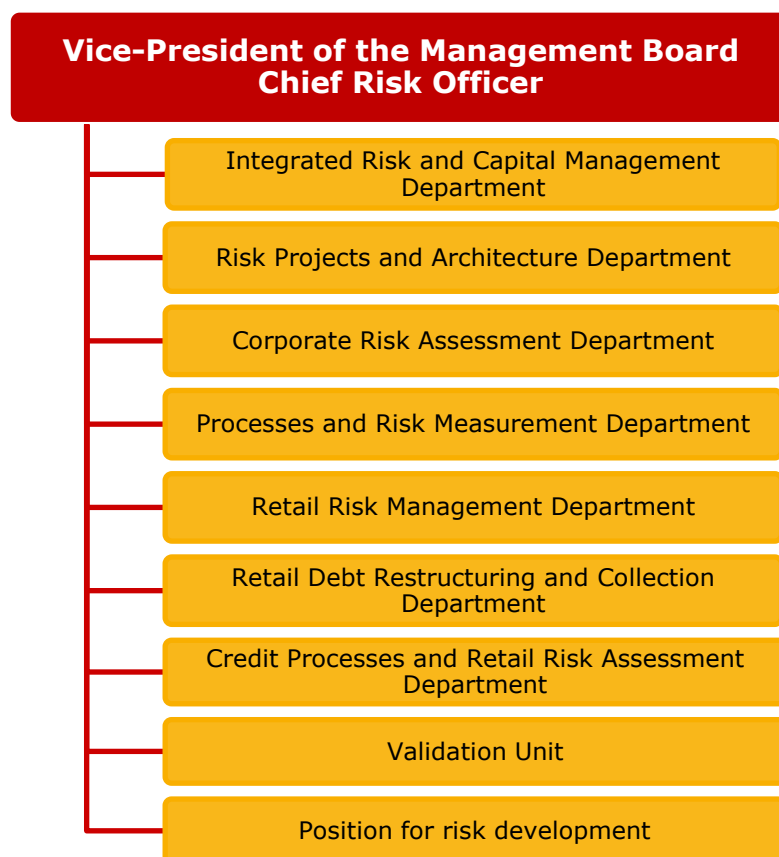 Vice-President of the Management Board
Chief Risk Officer
Integrated Risk and Capital Management
Department
Risk Projects and Architecture Department
Corporate Risk Assessment Department
Processes and Risk Measurement Department
Retail Risk Management Department
Retail Debt Restructuring and Collection
Department
Credit Processes and Retail Risk Assessment
Department
Validation Unit
Position for risk development